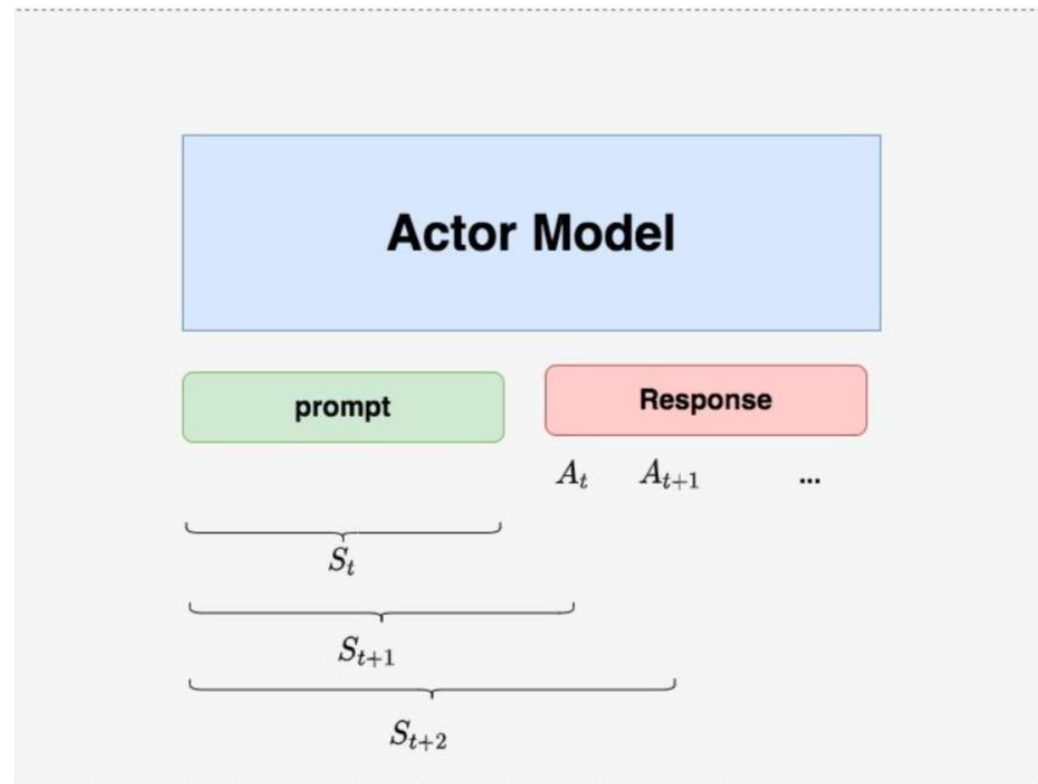 Actor Model
prompt
Response
A_t A_{t+1} ...
S_t
S_{t+1}
S_{t+2}